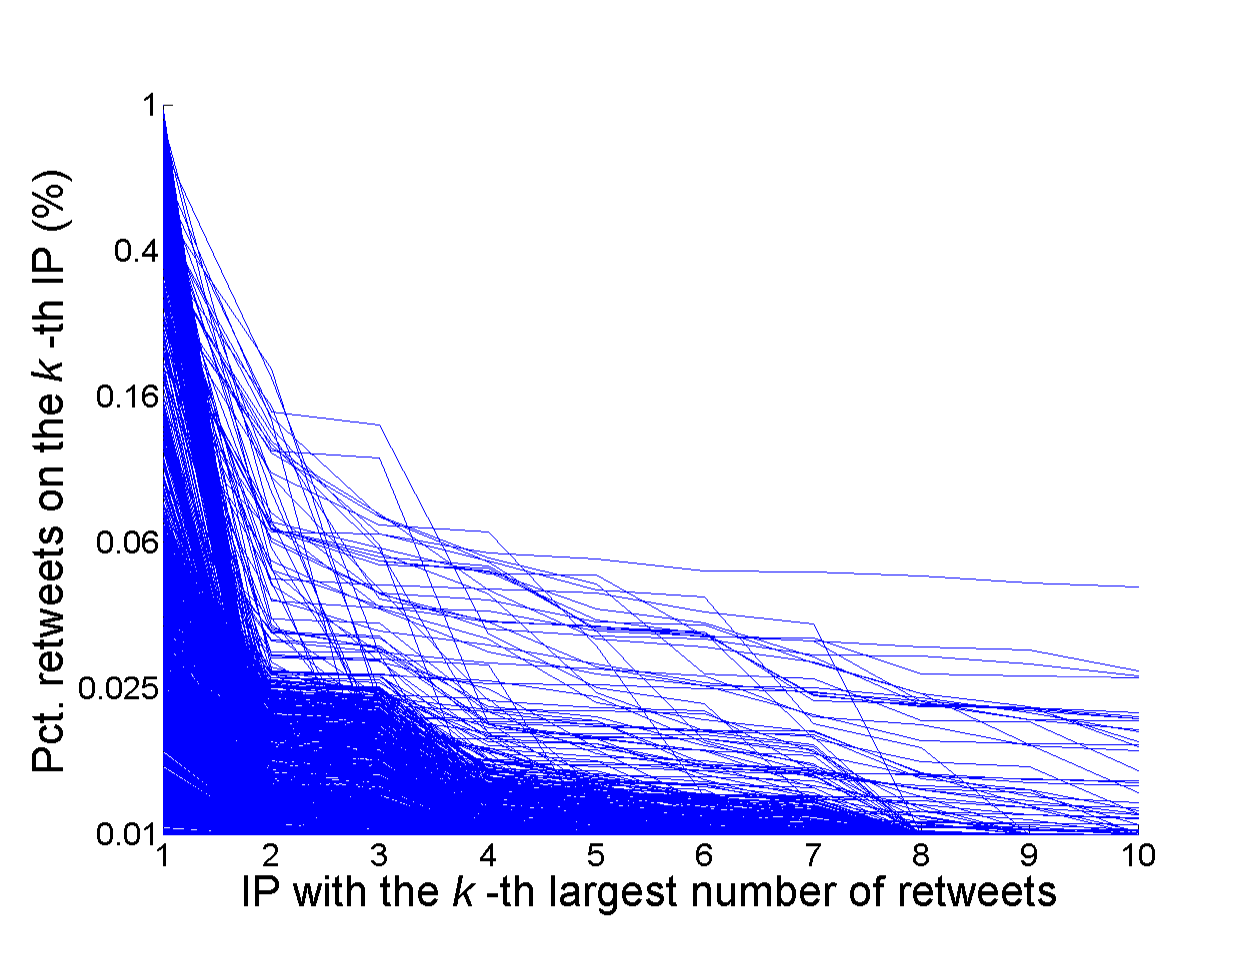 1
0.4
0.16
0.06
0.025
0.01
Pct. retweets on the k -th IP (%)
1 2 3 4 5 6 7 8 9 10
IP with the k -th largest number of retweets